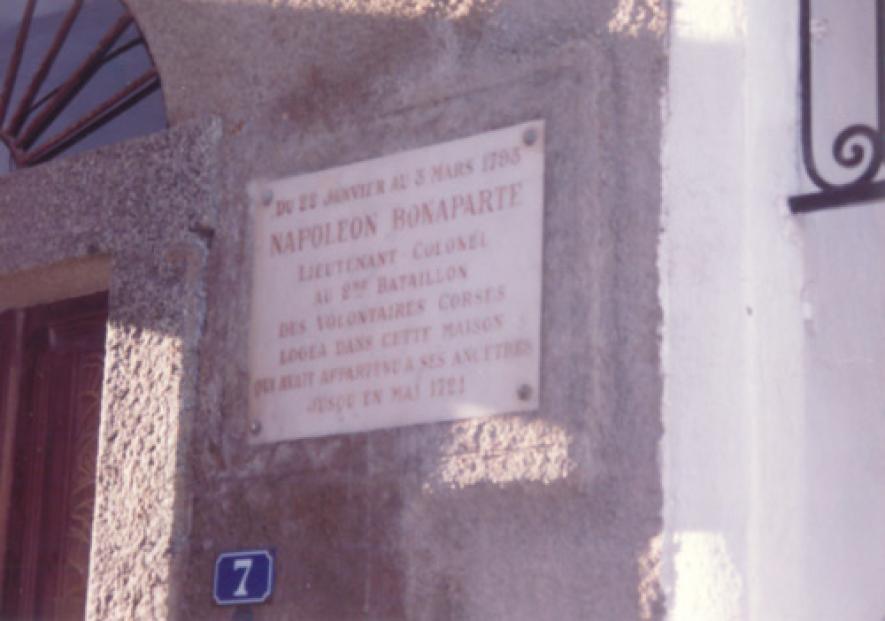 DU 22 JANVIER AU 3 MARS 1793
NAPOLEON BONAPARTE
LIEUTENANT-COLONEL
AU 2ME BATAILLON
DES VOLONTAIRES CORSES
LOGEA DANS CETTE MAISON
QUI AVAIT APPARTENU A SES ANCETRES
JUSQU'EN MAI 1721
7